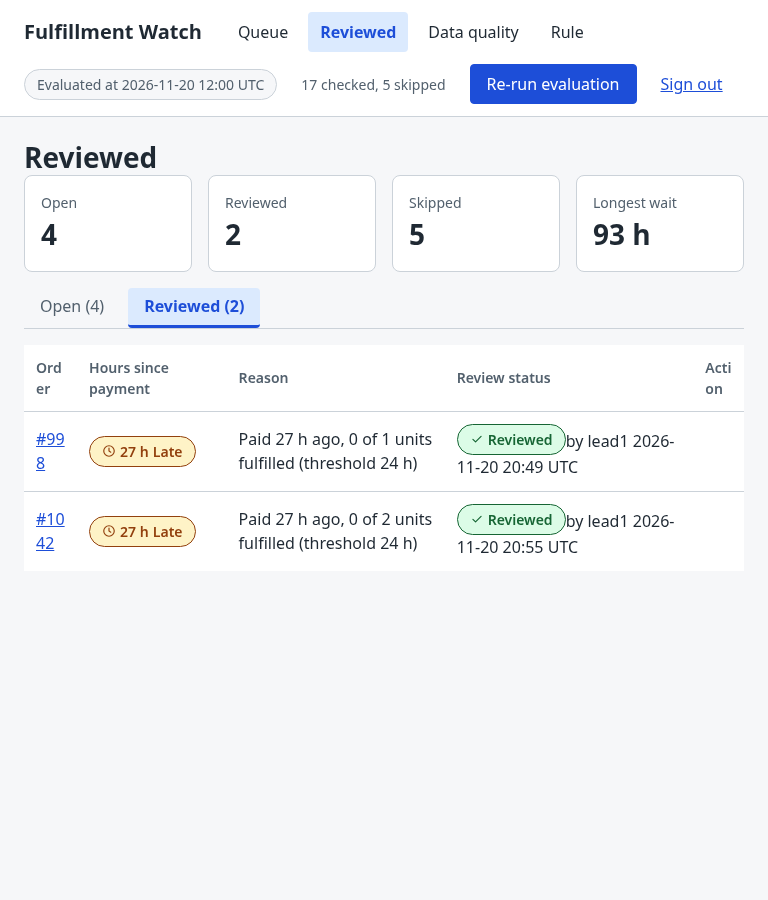 Fulfillment Watch Queue Reviewed Data quality Rule
Evaluated at 2026-11-20 12:00 UTC 17 checked, 5 skipped Re-run evaluation Sign out
Reviewed
Open Reviewed Skipped Longest wait
4 2 5 93 h
Open (4) Reviewed (2)
Ord Hours since Reason Review status Acti
er payment on
#99 27 h Late Paid 27 h ago, 0 of 1 units Reviewed by lead1 2026-
8 fulfilled (threshold 24 h) 11-20 20:49 UTC
#10 27 h Late Paid 27 h ago, 0 of 2 units Reviewed by lead1 2026-
42 fulfilled (threshold 24 h) 11-20 20:55 UTC